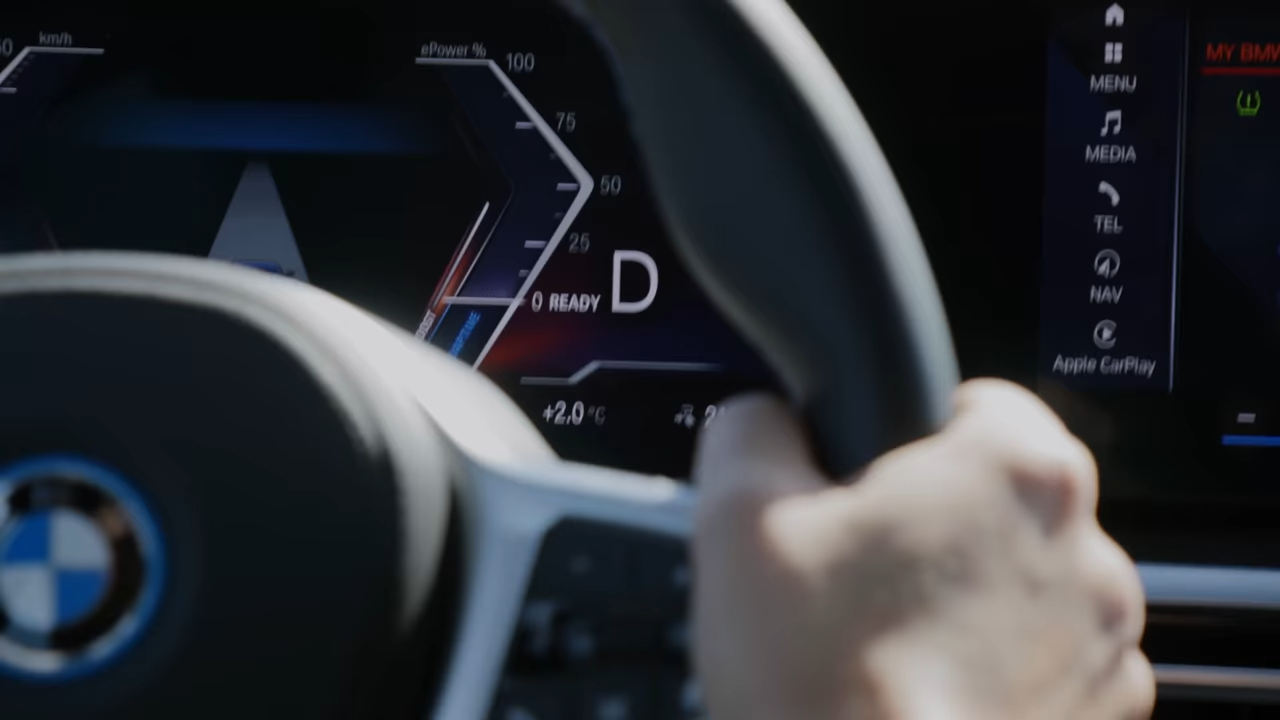 km/h
ePower %
100
75
50
25
0 READY
D
+2.0 °C
MENU
MEDIA
TEL
NAV
Apple CarPlay
MY BMW